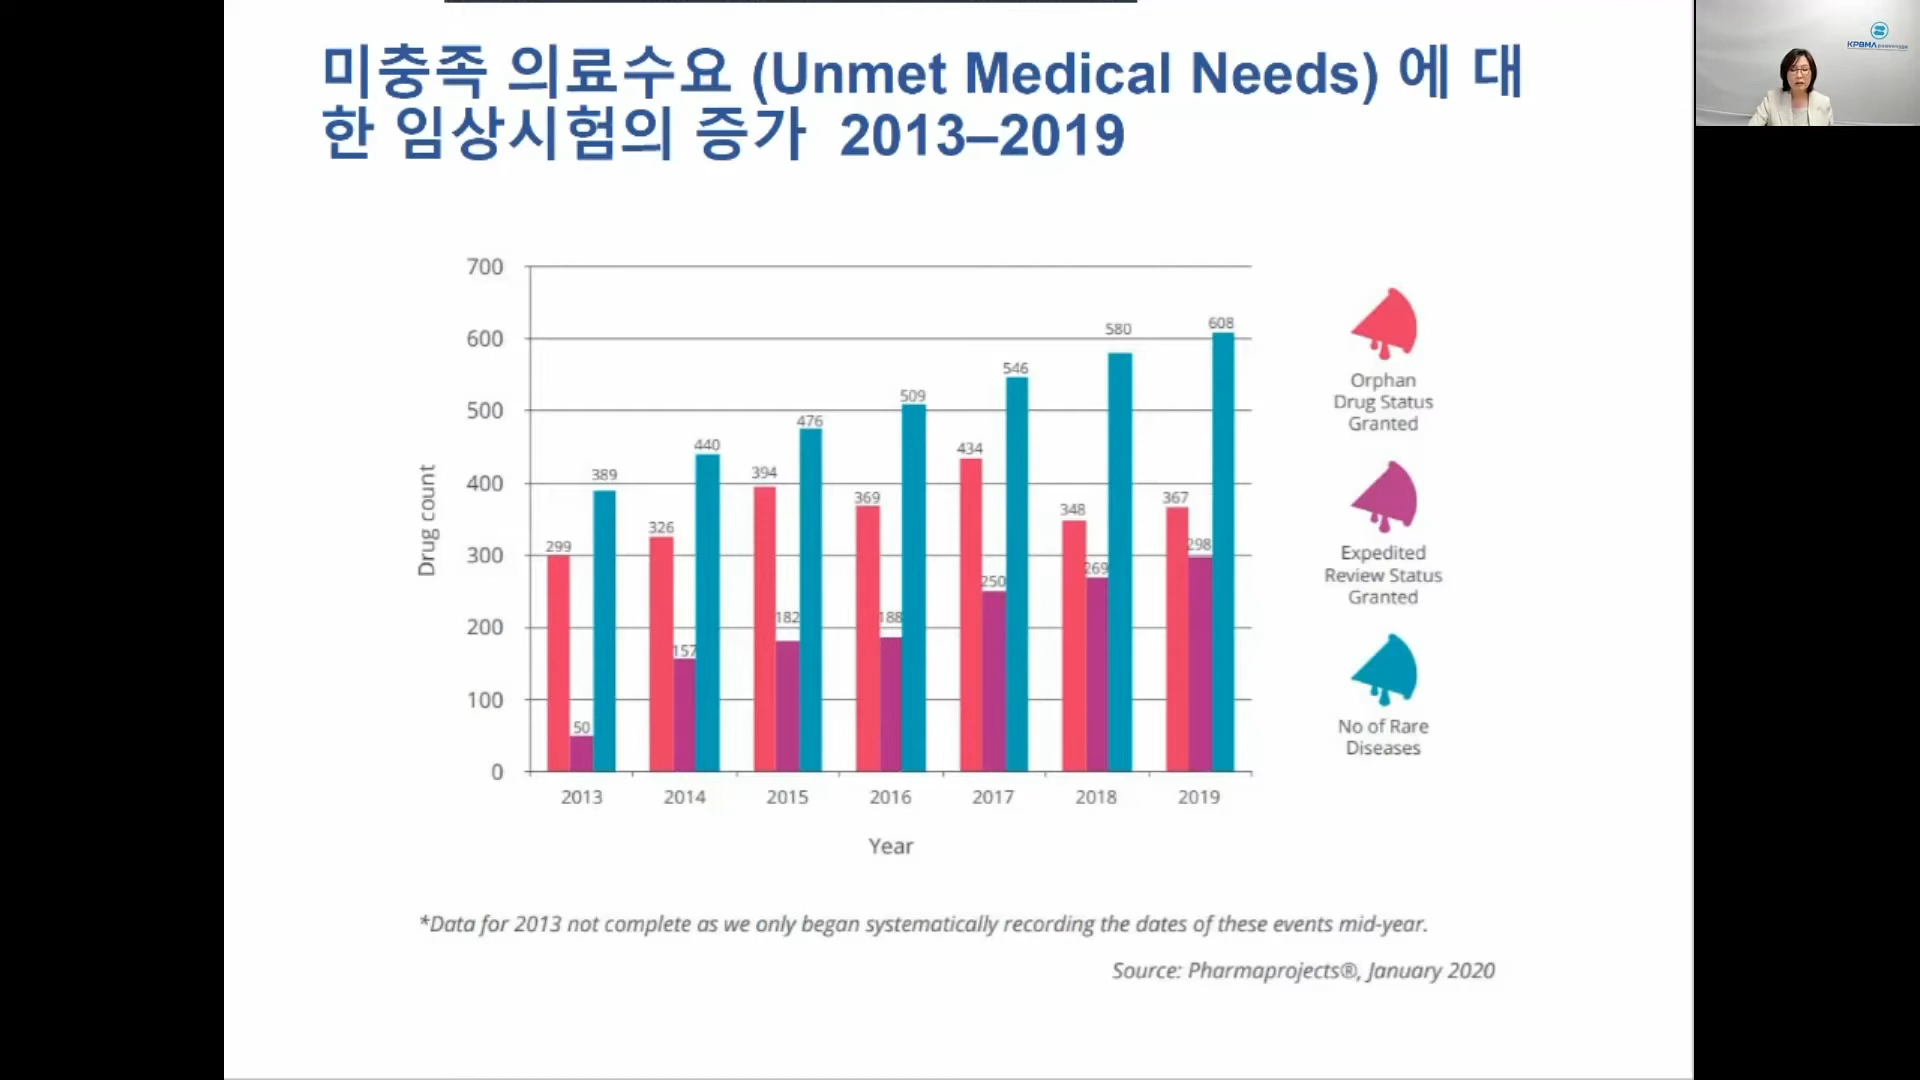 미충족 의료수요 (Unmet Medical Needs) 에 대
한 임상시험의 증가 2013–2019
KPBMA
700
600
500
400
300
200
100
0
Drug count
299
50
389
326
157
440
394
182
476
369
188
509
434
250
546
348
269
580
367
298
608
2013
2014
2015
2016
2017
2018
2019
Year
Orphan
Drug Status
Granted
Expedited
Review Status
Granted
No of Rare
Diseases
*Data for 2013 not complete as we only began systematically recording the dates of these events mid-year.
Source: Pharmaprojects®, January 2020